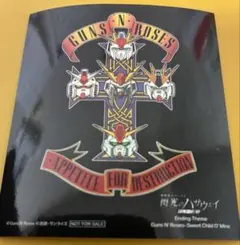 GUNS N' ROSES
APPETITE FOR DESTRUCTION
閃光のハサウェイ
Ending Theme
Guns N' Roses-Sweet Child O' Mine
NOT FOR SALE